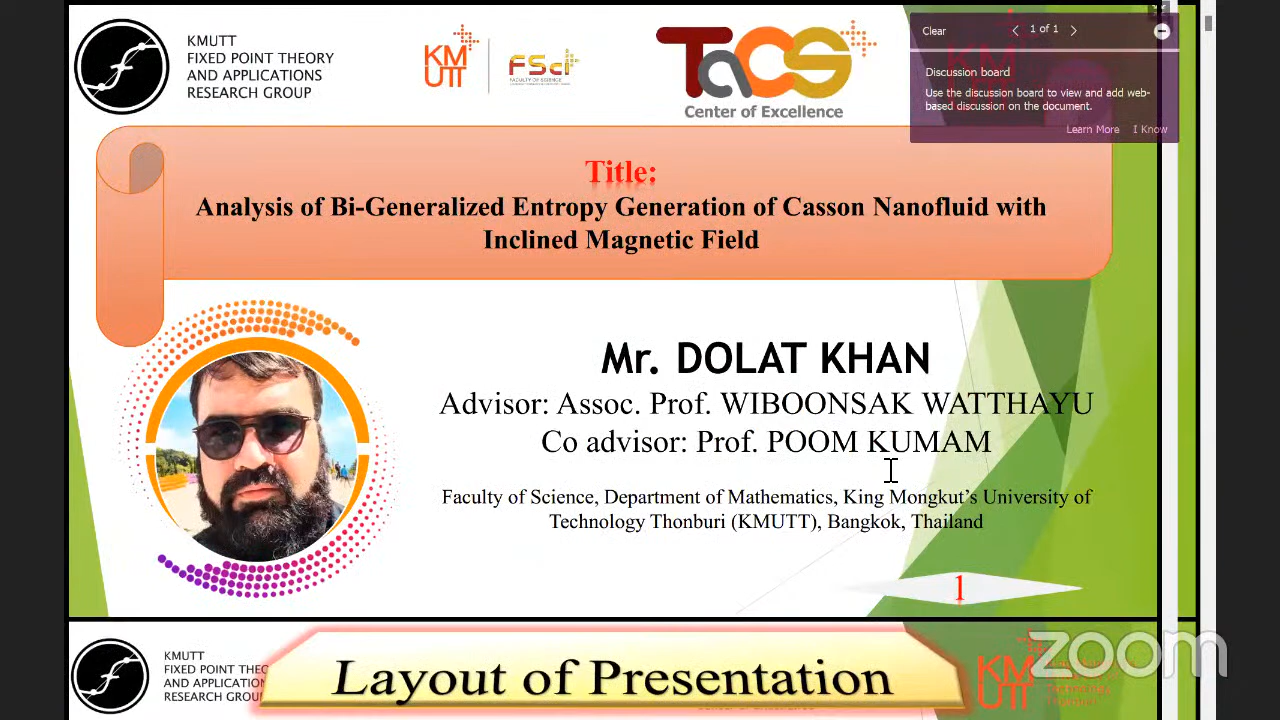 KMUTT
FIXED POINT THEORY
AND APPLICATIONS
RESEARCH GROUP
KM
UTT
FSci
FACULTY OF SCIENCE
TaCS
Center of Excellence
Clear
1 of 1
Discussion board
Use the discussion board to view and add web-
based discussion on the document.
Learn More I Know
Title:
Analysis of Bi-Generalized Entropy Generation of Casson Nanofluid with
Inclined Magnetic Field
Mr. DOLAT KHAN
Advisor: Assoc. Prof. WIBOONSAK WATTHAYU
Co advisor: Prof. POOM KUMAM
Faculty of Science, Department of Mathematics, King Mongkut’s University of
Technology Thonburi (KMUTT), Bangkok, Thailand
1
KMUTT
FIXED POINT THEO
AND APPLICATION
RESEARCH GROU
Layout of Presentation
KM
UTT
zoom